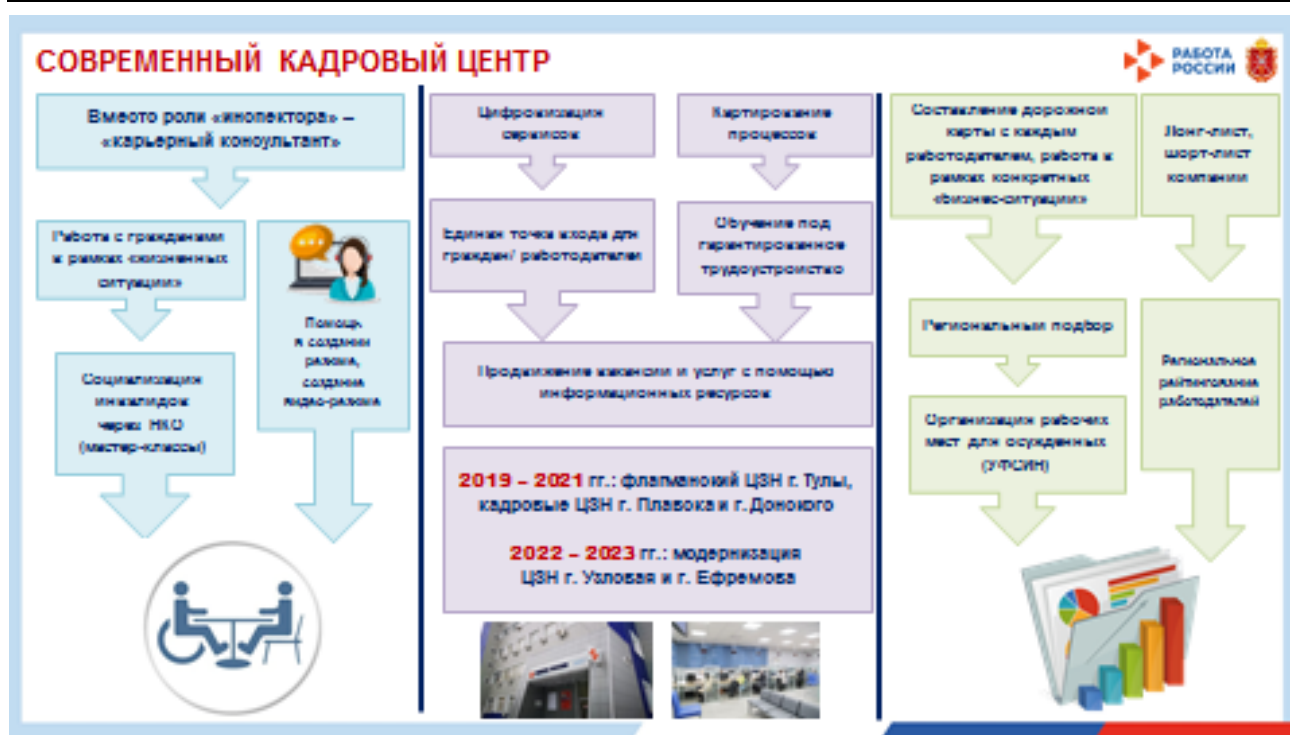 СОВРЕМЕННЫЙ КАДРОВЫЙ ЦЕНТР
РАБОТА
РОССИИ
Вместо роли «инспектора» –
«карьерный консультант»
Работа с гражданами
в рамках «жизненных
ситуаций»
Помощь
в создании
резюме,
создание
видео-резюме
Социализация
инвалидов
через НКО
(мастер-классы)
Цифровизация
сервисов
Картирование
процессов
Единая точка входа для
граждан/ работодателей
Обучение под
гарантированное
трудоустройство
Продвижение вакансий и услуг с помощью
информационных ресурсов
2019 – 2021 гг.: флагманский ЦЗН г. Тулы,
кадровые ЦЗН г. Плавска и г. Донского
2022 – 2023 гг.: модернизация
ЦЗН г. Узловая и г. Ефремова
Составление дорожной
карты с каждым
работодателем, работа в
рамках конкретных
«бизнес-ситуаций»
Лонг-лист,
шорт-лист
компаний
Региональный подбор
Региональное
рейтингование
работодателей
Организация рабочих
мест для осужденных
(УФСИН)